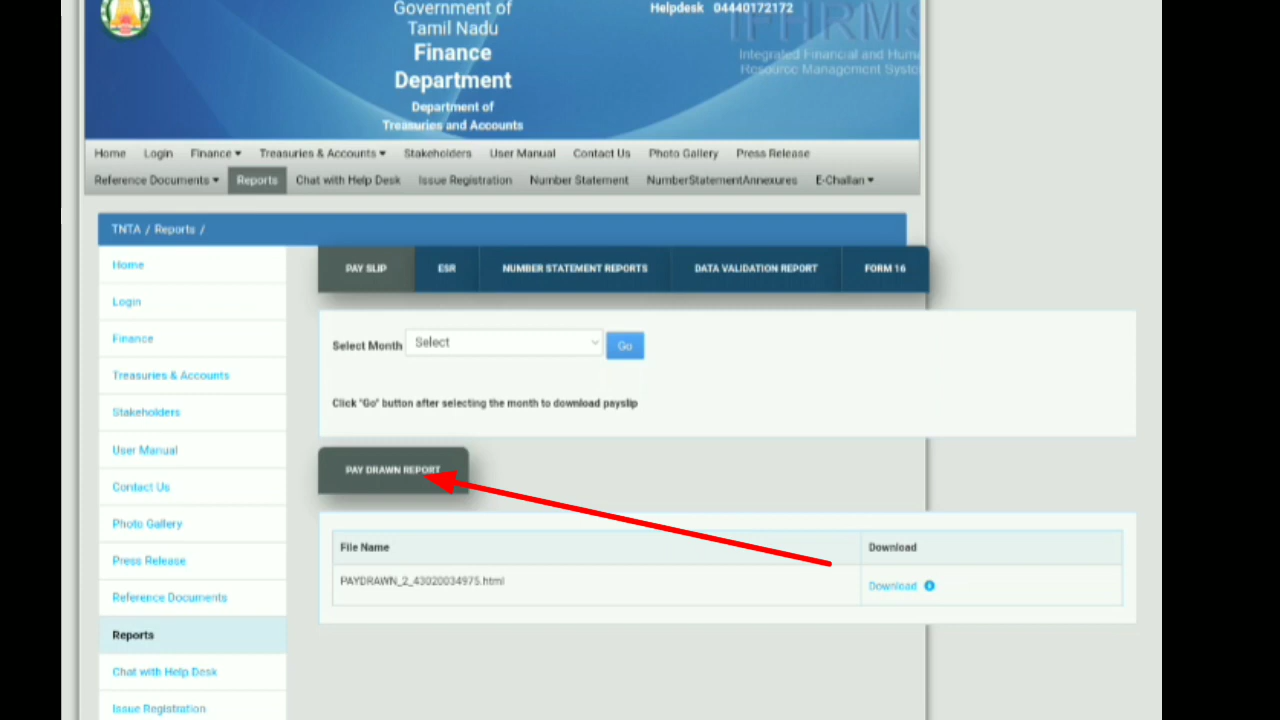 Government of
Tamil Nadu
Finance
Department
Department of
Treasuries and Accounts
Helpdesk 04440172172
IFHRMS
Integrated Financial and Huma
Resource Management Syste
Home Login Finance Treasuries & Accounts Stakeholders User Manual Contact Us Photo Gallery Press Release
Reference Documents Reports Chat with Help Desk Issue Registration Number Statement NumberStatementAnnexures E-Challan
TNTA / Reports /
Home
Login
Finance
Treasuries & Accounts
Stakeholders
User Manual
Contact Us
Photo Gallery
Press Release
Reference Documents
Reports
Chat with Help Desk
Issue Registration
PAY SLIP ESR NUMBER STATEMENT REPORTS DATA VALIDATION REPORT FORM 16
Select Month Select Go
Click "Go" button after selecting the month to download payslip
PAY DRAWN REPORT
File Name Download
PAYDRAWN_2_43020034975.html Download